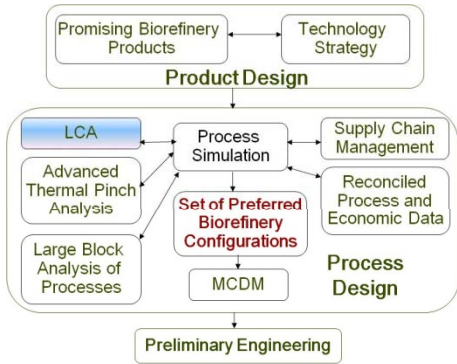 Promising Biorefinery
Products
Technology
Strategy
Product Design
LCA
Process
Simulation
Supply Chain
Management
Advanced
Thermal Pinch
Analysis
Reconciled
Process and
Economic Data
Set of Preferred
Biorefinery
Configurations
Large Block
Analysis of
Processes
MCDM
Process
Design
Preliminary Engineering